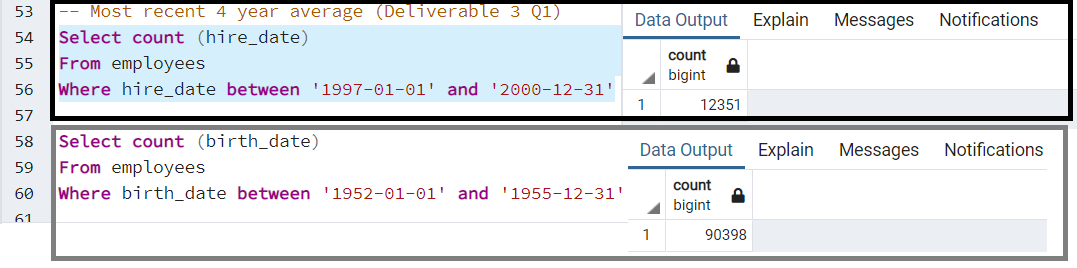 53 -- Most recent 4 year average (Deliverable 3 Q1)
54 Select count (hire_date)
55 From employees
56 Where hire_date between '1997-01-01' and '2000-12-31'
57
Data Output Explain Messages Notifications
count
bigint
1 12351
58 Select count (birth_date)
59 From employees
60 Where birth_date between '1952-01-01' and '1955-12-31'
61
Data Output Explain Messages Notifications
count
bigint
1 90398